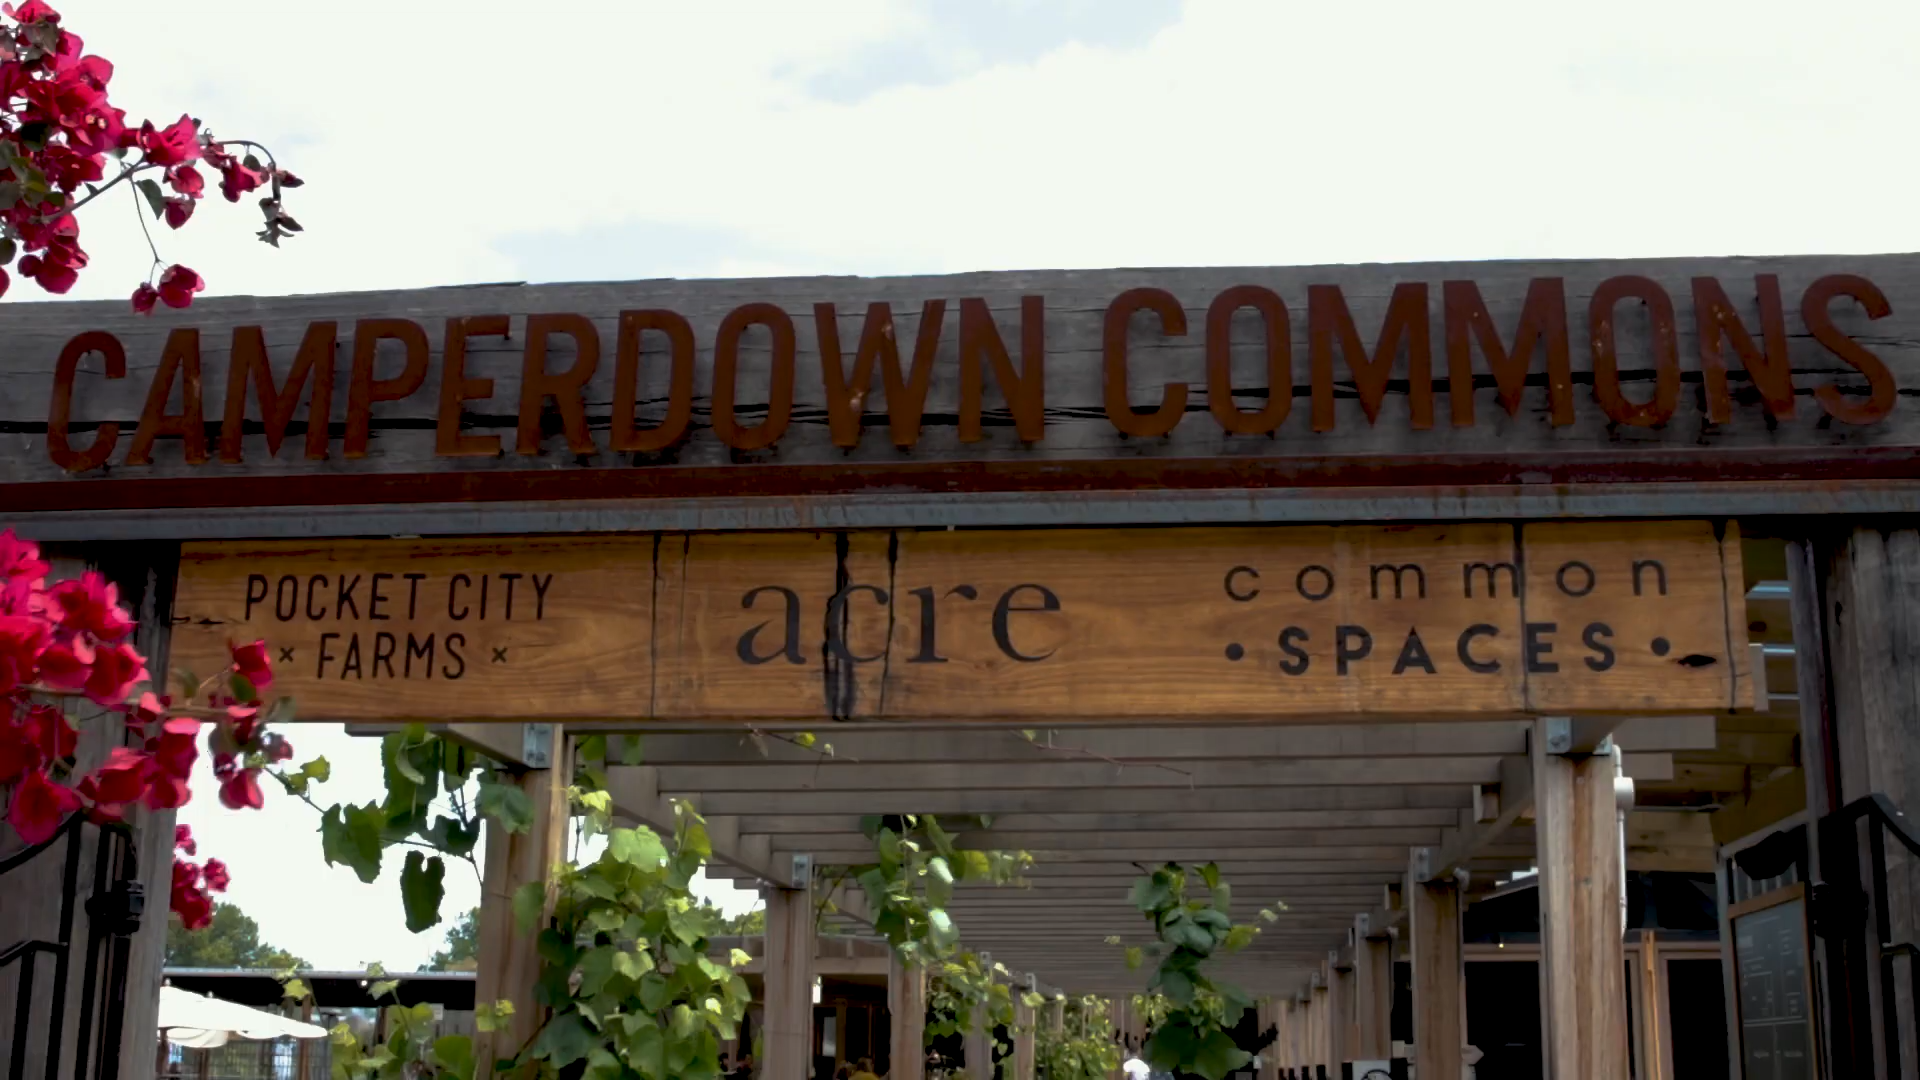 CAMPERDOWN COMMONS
POCKET CITY
× FARMS ×
acre
common
• SPACES •